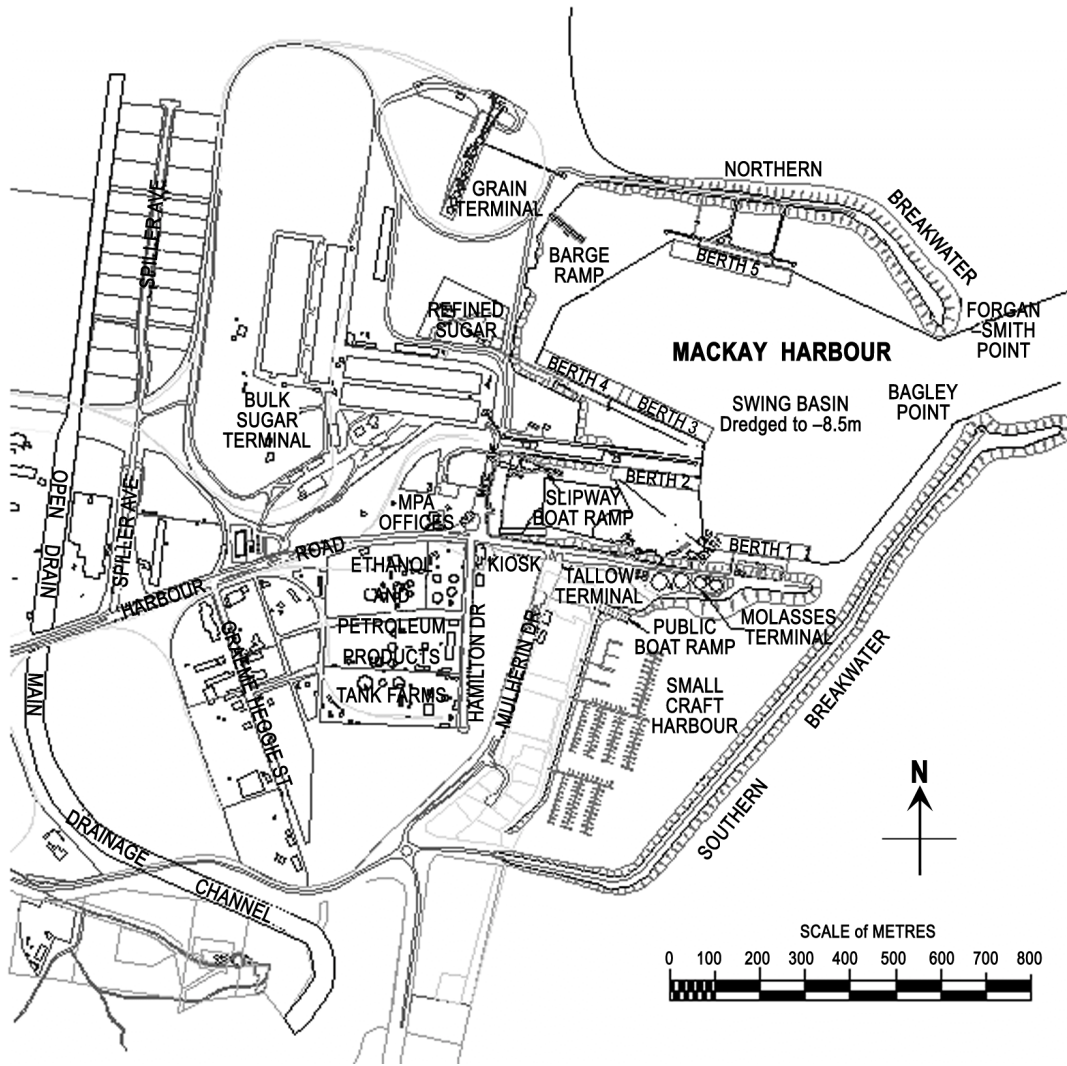 NORTHERN
BREAKWATER
GRAIN
TERMINAL
SPILLER AVE
BARGE
RAMP
BERTH 5
REFINED
SUGAR
FORGAN
–SMITH
POINT
MACKAY HARBOUR
BERTH 4
BERTH 3
SWING BASIN
Dredged to –8.5m
BAGLEY
POINT
BULK
SUGAR
TERMINAL
BERTH 2
OPEN DRAIN
SPILLER AVE
MPA
OFFICES
SLIPWAY
BOAT RAMP
HARBOUR ROAD
BERTH 1
ETHANOL
AND
PETROLEUM
PRODUCTS
TANK FARMS
KIOSK
TALLOW
TERMINAL
MOLASSES
TERMINAL
PUBLIC
BOAT RAMP
HAMILTON DR
MULHERIN DR
GRAEME HEGGIE ST
SMALL
CRAFT
HARBOUR
SOUTHERN BREAKWATER
MAIN
DRAINAGE
CHANNEL
N
SCALE of METRES
0 100 200 300 400 500 600 700 800